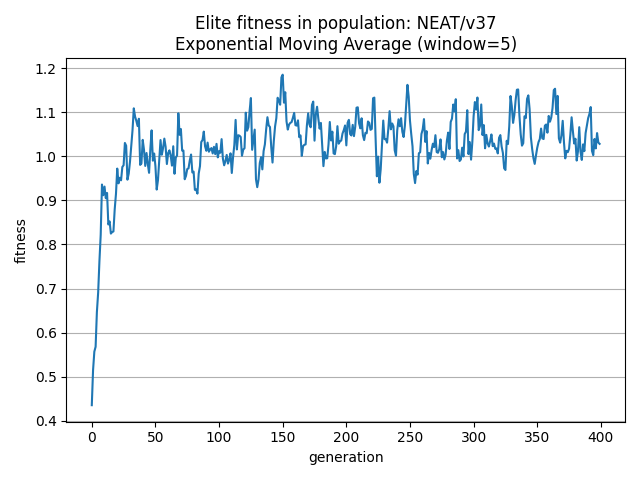 Elite fitness in population: NEAT/v37
Exponential Moving Average (window=5)
1.2
1.1
1.0
0.9
0.8
0.7
0.6
0.5
0.4
fitness
0 50 100 150 200 250 300 350 400
generation